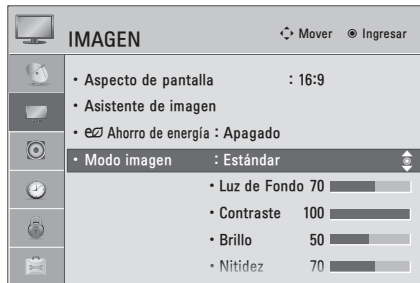 IMAGEN Mover Ingresar
• Aspecto de pantalla : 16:9
• Asistente de imagen
• Ahorro de energía : Apagado
• Modo imagen : Estándar
• Luz de Fondo 70
• Contraste 100
• Brillo 50
• Nitidez 70